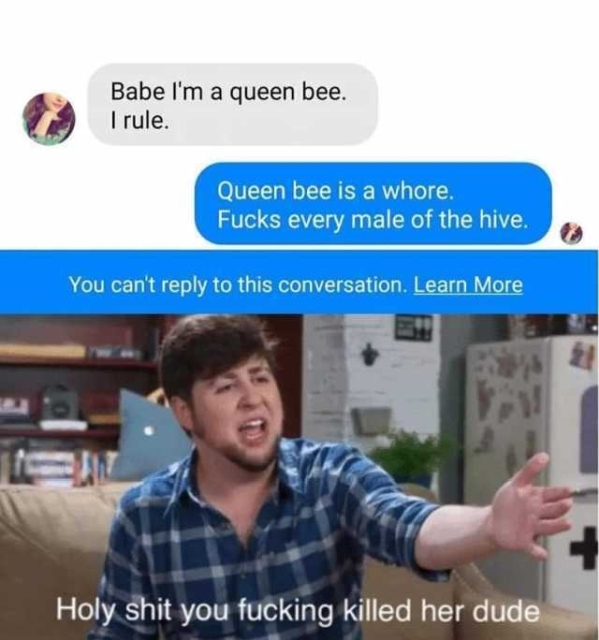 Babe I'm a queen bee.
I rule.
Queen bee is a whore.
Fucks every male of the hive.
You can't reply to this conversation. Learn More
Holy shit you fucking killed her dude